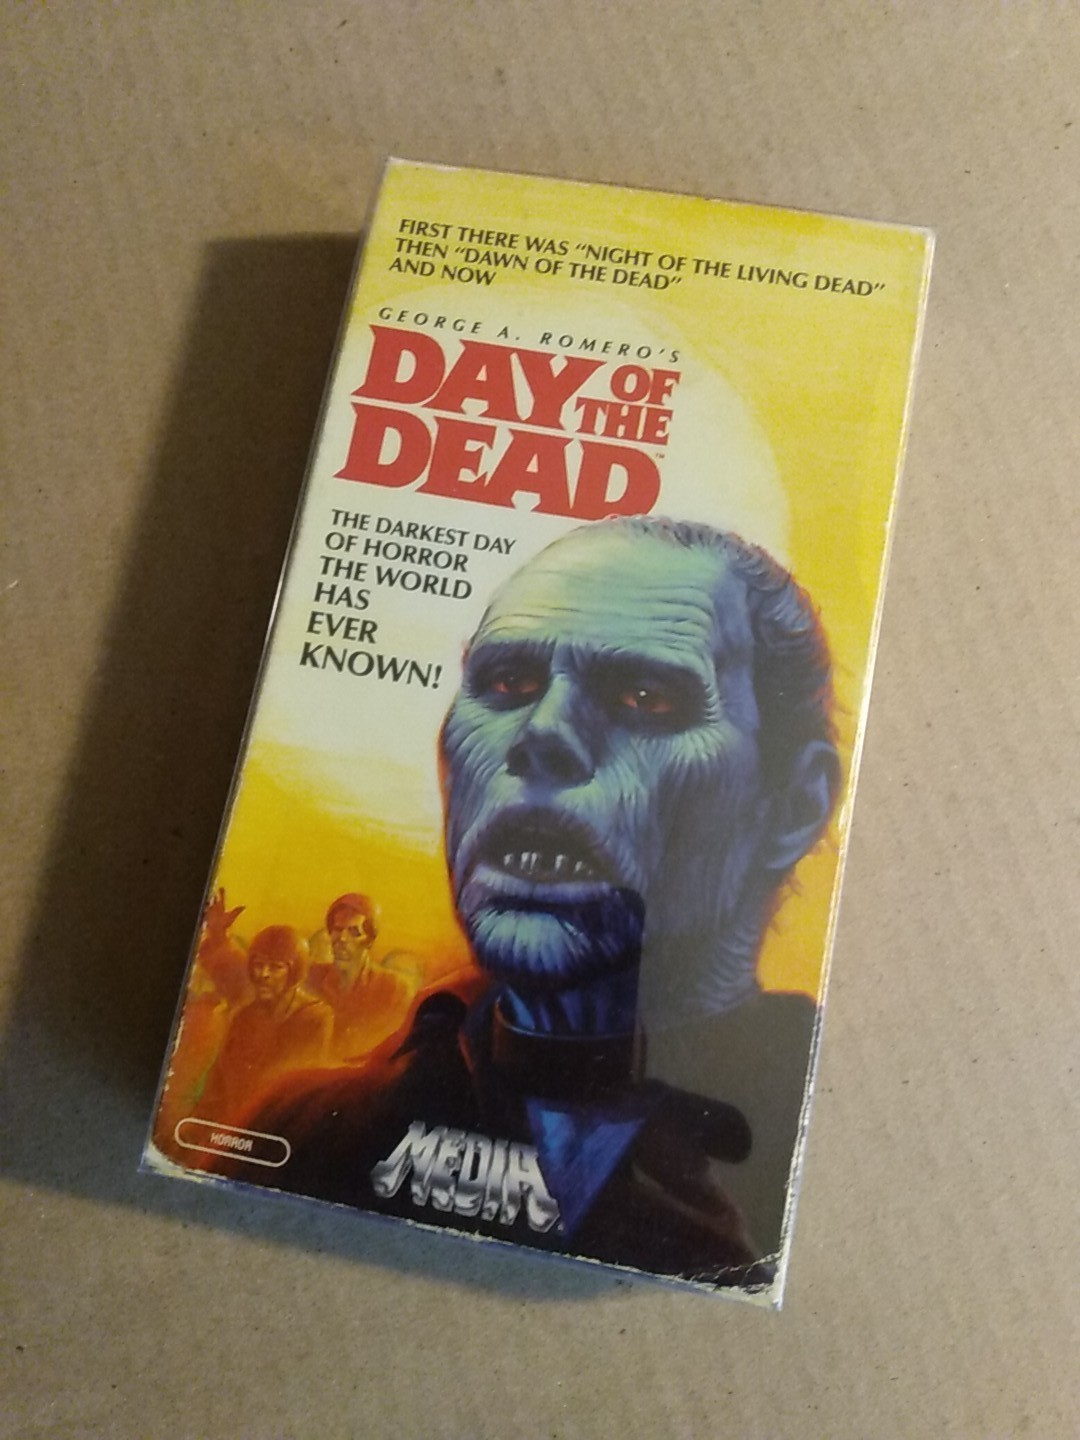 FIRST THERE WAS "NIGHT OF THE LIVING DEAD"
THEN "DAWN OF THE DEAD"
AND NOW
GEORGE A. ROMERO'S
DAY OF
THE
DEAD™
THE DARKEST DAY
OF HORROR
THE WORLD
HAS
EVER
KNOWN!
HORROR
MEDIA